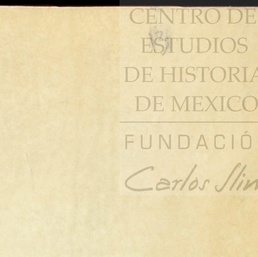 CENTRO DE
ESTUDIOS
DE HISTORIA
DE MEXICO
FUNDACIÓ
Carlos Slim